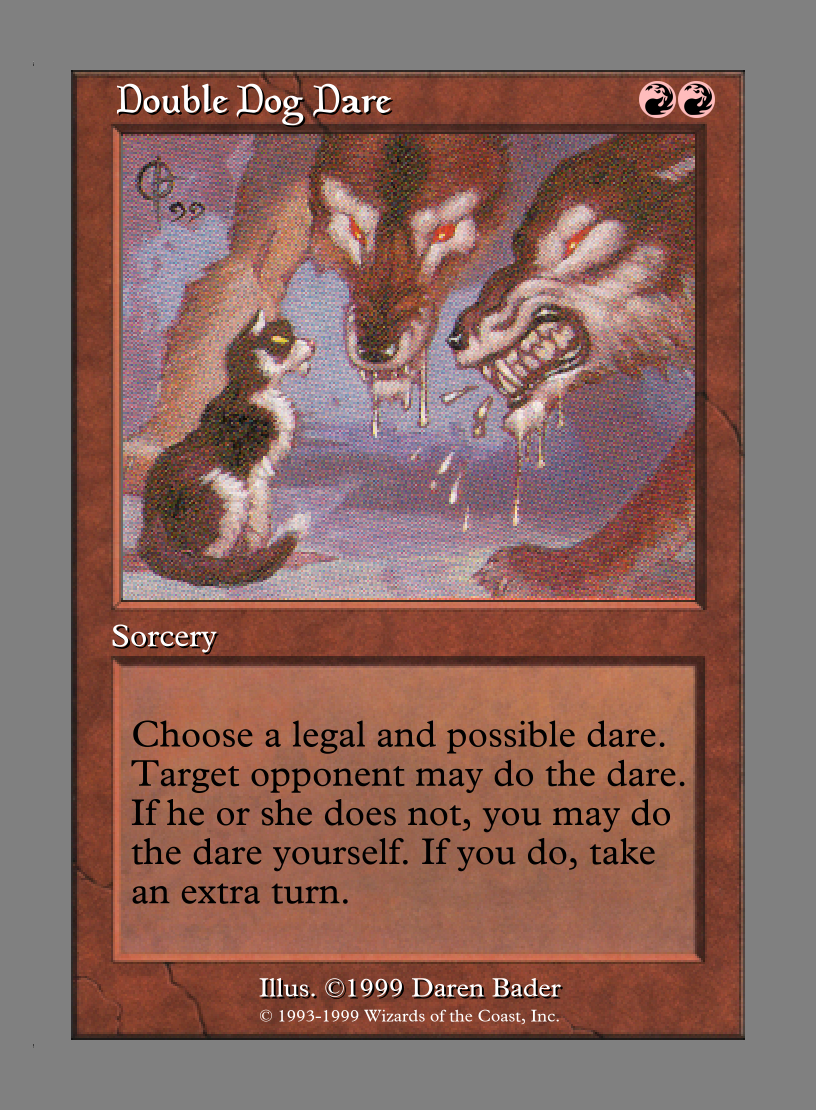 Double Dog Dare
99
Sorcery
Choose a legal and possible dare.
Target opponent may do the dare.
If he or she does not, you may do
the dare yourself. If you do, take
an extra turn.
Illus. ©1999 Daren Bader
© 1993-1999 Wizards of the Coast, Inc.